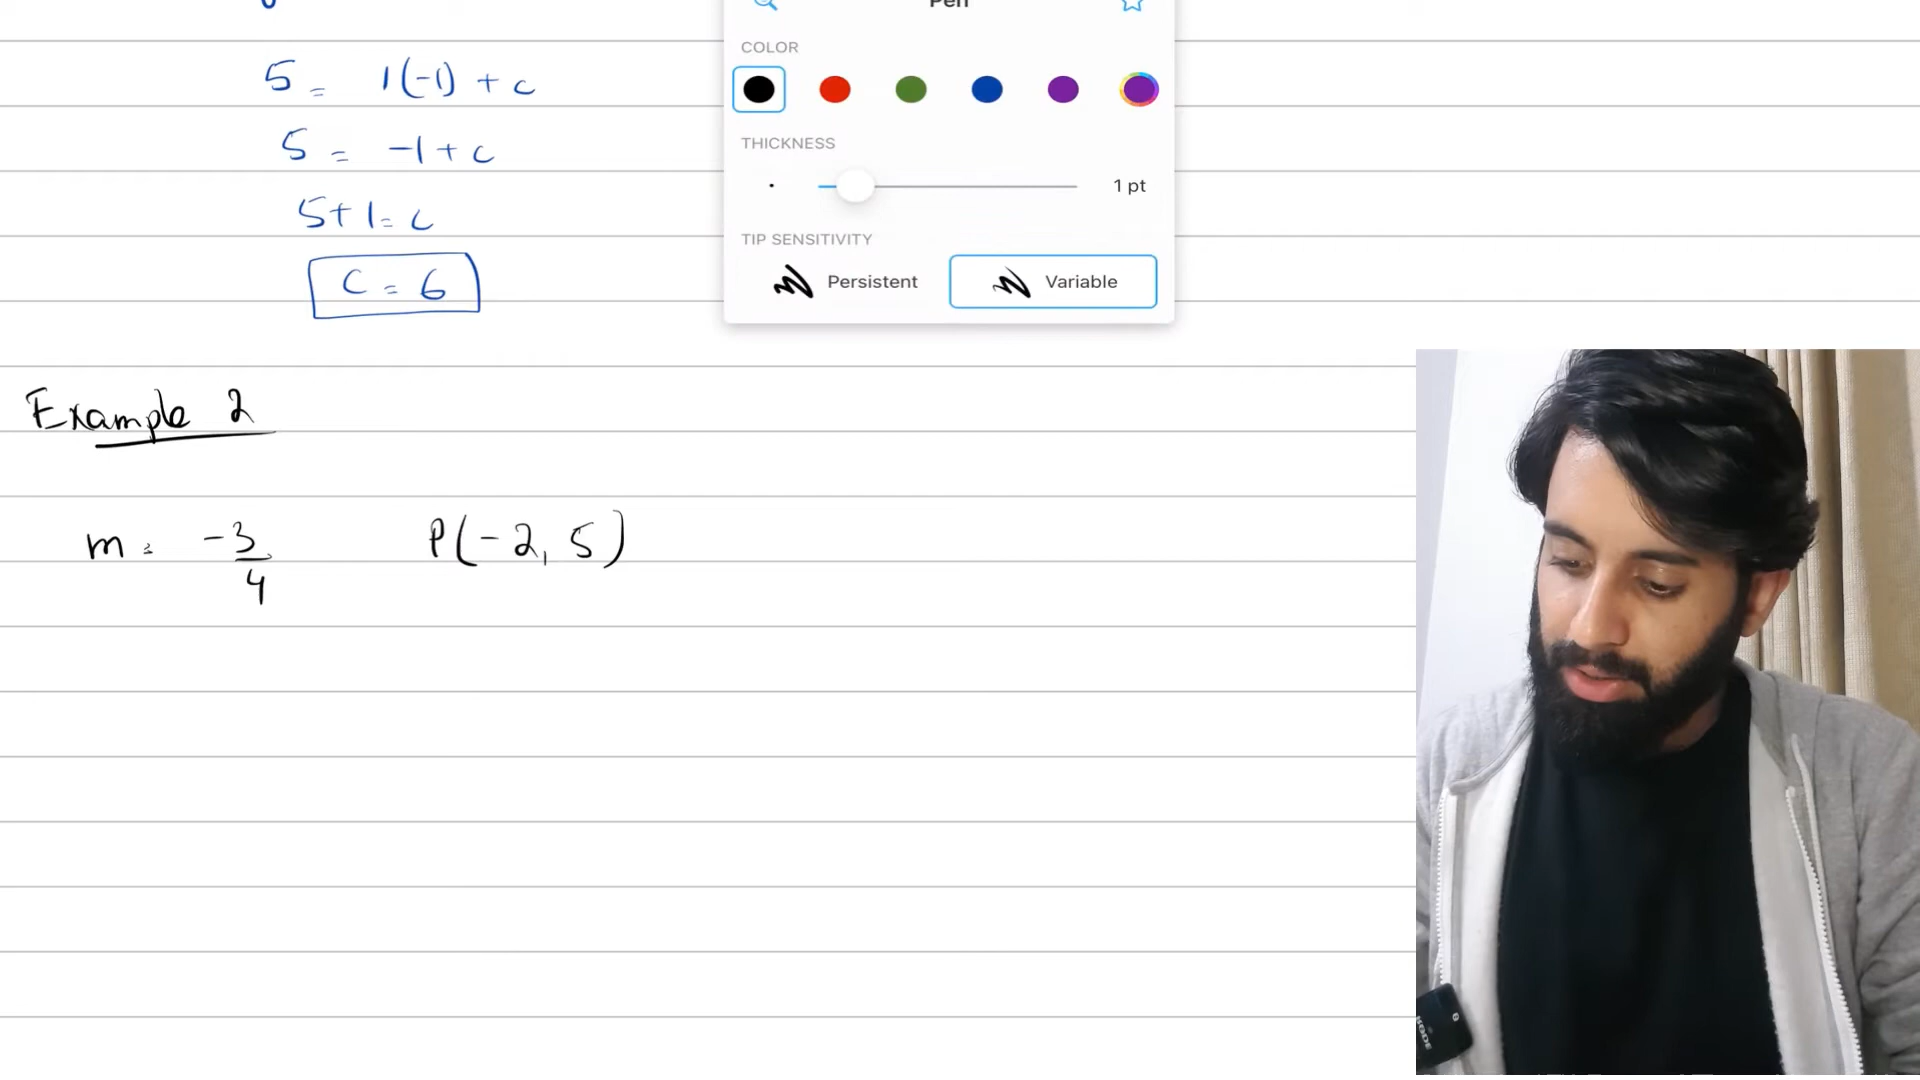 Pen
COLOR
5 = 1(-1) + c
5 = -1 + c
THICKNESS
1 pt
5+1 = c
TIP SENSITIVITY
c = 6
Persistent
Variable
Example 2
m = -3/4 P(-2, 5)